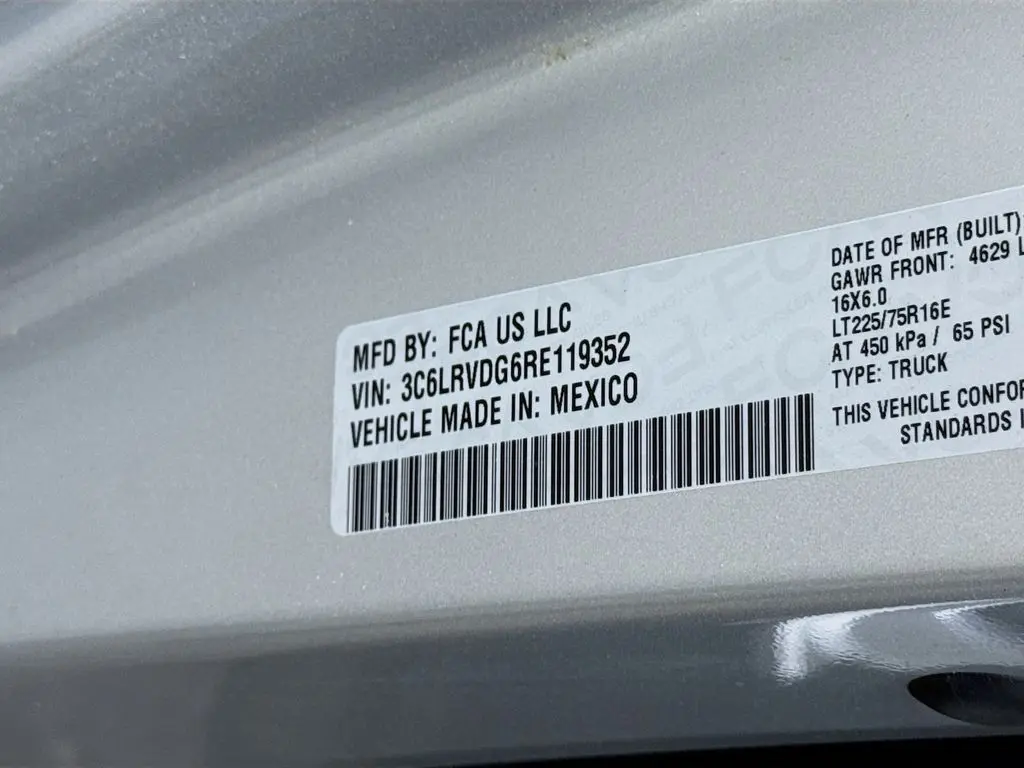 MFD BY: FCA US LLC
VIN: 3C6LRVDG6RE119352
VEHICLE MADE IN: MEXICO
DATE OF MFR (BUILT)
GAWR FRONT: 4629 L
16X6.0
LT225/75R16E
AT 450 kPa / 65 PSI
TYPE: TRUCK
THIS VEHICLE CONFOR
STANDARDS